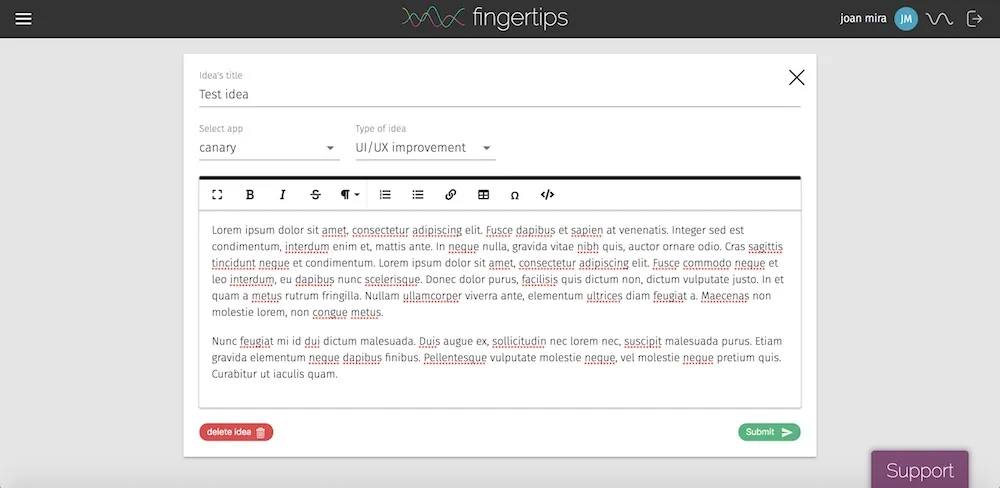 fingertips
joan mira JM
Idea's title
Test idea
Select app Type of idea
canary UI/UX improvement
B I S ¶ Ω </>
Lorem ipsum dolor sit amet, consectetur adipiscing elit. Fusce dapibus et sapien at venenatis. Integer sed est
condimentum, interdum enim et, mattis ante. In neque nulla, gravida vitae nibh quis, auctor ornare odio. Cras sagittis
tincidunt neque et condimentum. Lorem ipsum dolor sit amet, consectetur adipiscing elit. Fusce commodo neque et
leo interdum, eu dapibus nunc scelerisque. Donec dolor purus, facilisis quis dictum non, dictum vulputate justo. In et
quam a metus rutrum fringilla. Nullam ullamcorper viverra ante, elementum ultrices diam feugiat a. Maecenas non
molestie lorem, non congue metus.
Nunc feugiat mi id dui dictum malesuada. Duis augue ex, sollicitudin nec lorem nec, suscipit malesuada purus. Etiam
gravida elementum neque dapibus finibus. Pellentesque vulputate molestie neque, vel molestie neque pretium quis.
Curabitur ut iaculis quam.
delete idea Submit
Support